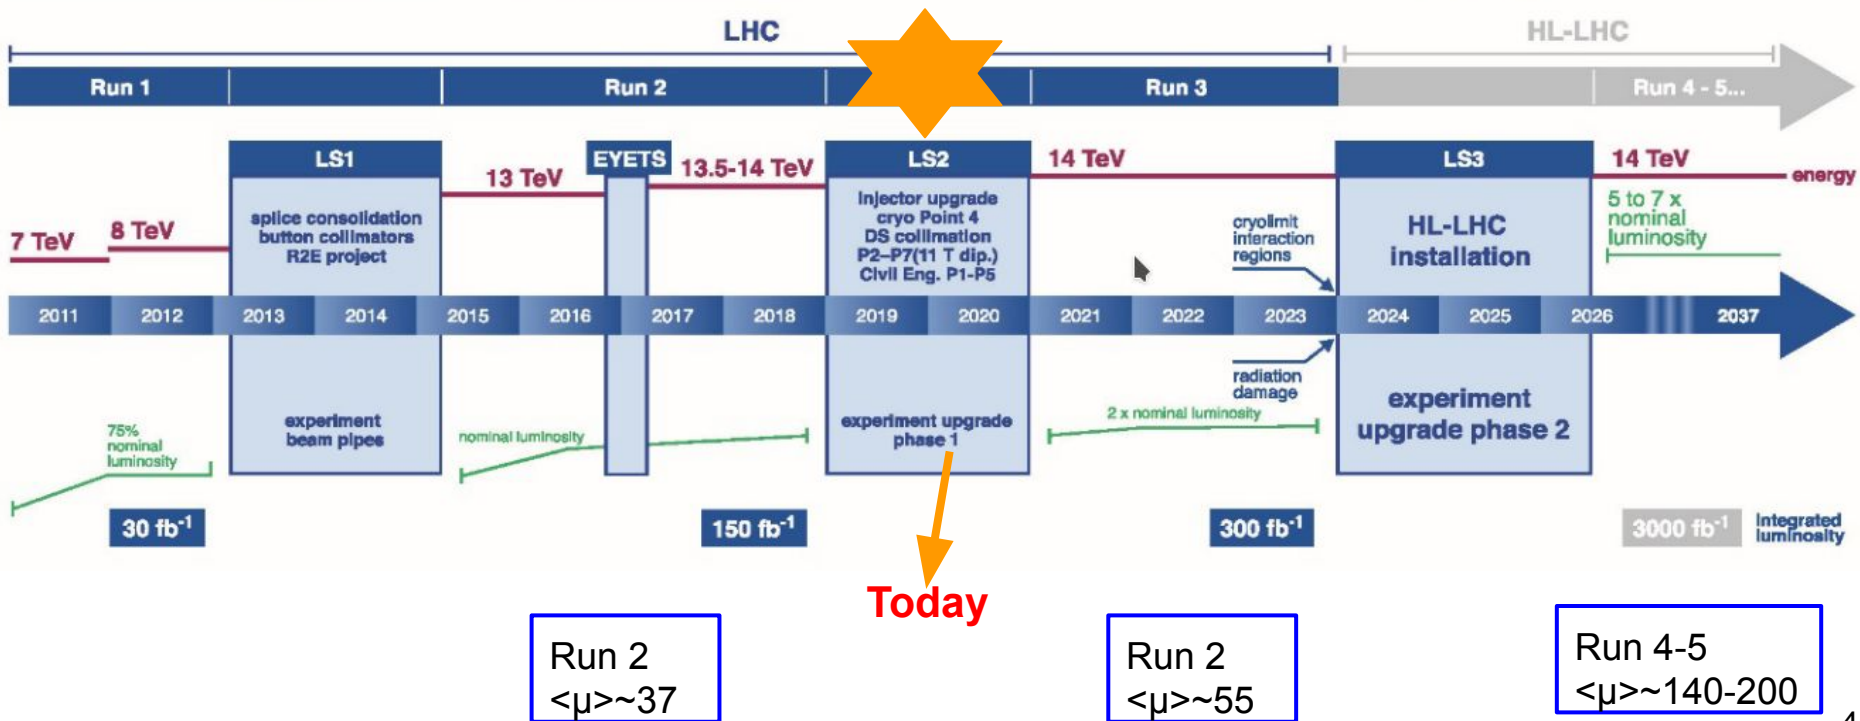 LHC
HL-LHC
Run 1
Run 2
Run 3
Run 4 - 5...
LS1
splice consolidation
button collimators
R2E project
EYETS
LS2
Injector upgrade
cryo Point 4
DS collimation
P2–P7(11 T dip.)
Civil Eng. P1-P5
LS3
HL-LHC
installation
7 TeV
8 TeV
13 TeV
13.5-14 TeV
14 TeV
14 TeV
energy
5 to 7 x
nominal
luminosity
cryolimit
interaction
regions
2011 2012 2013 2014 2015 2016 2017 2018 2019 2020 2021 2022 2023 2024 2025 2026 2037
radiation
damage
75%
nominal
luminosity
experiment
beam pipes
nominal luminosity
experiment upgrade
phase 1
2 x nominal luminosity
experiment
upgrade phase 2
30 fb⁻¹
150 fb⁻¹
300 fb⁻¹
3000 fb⁻¹
Integrated
luminosity
Today
Run 2
<µ>~37
Run 2
<µ>~55
Run 4-5
<µ>~140-200